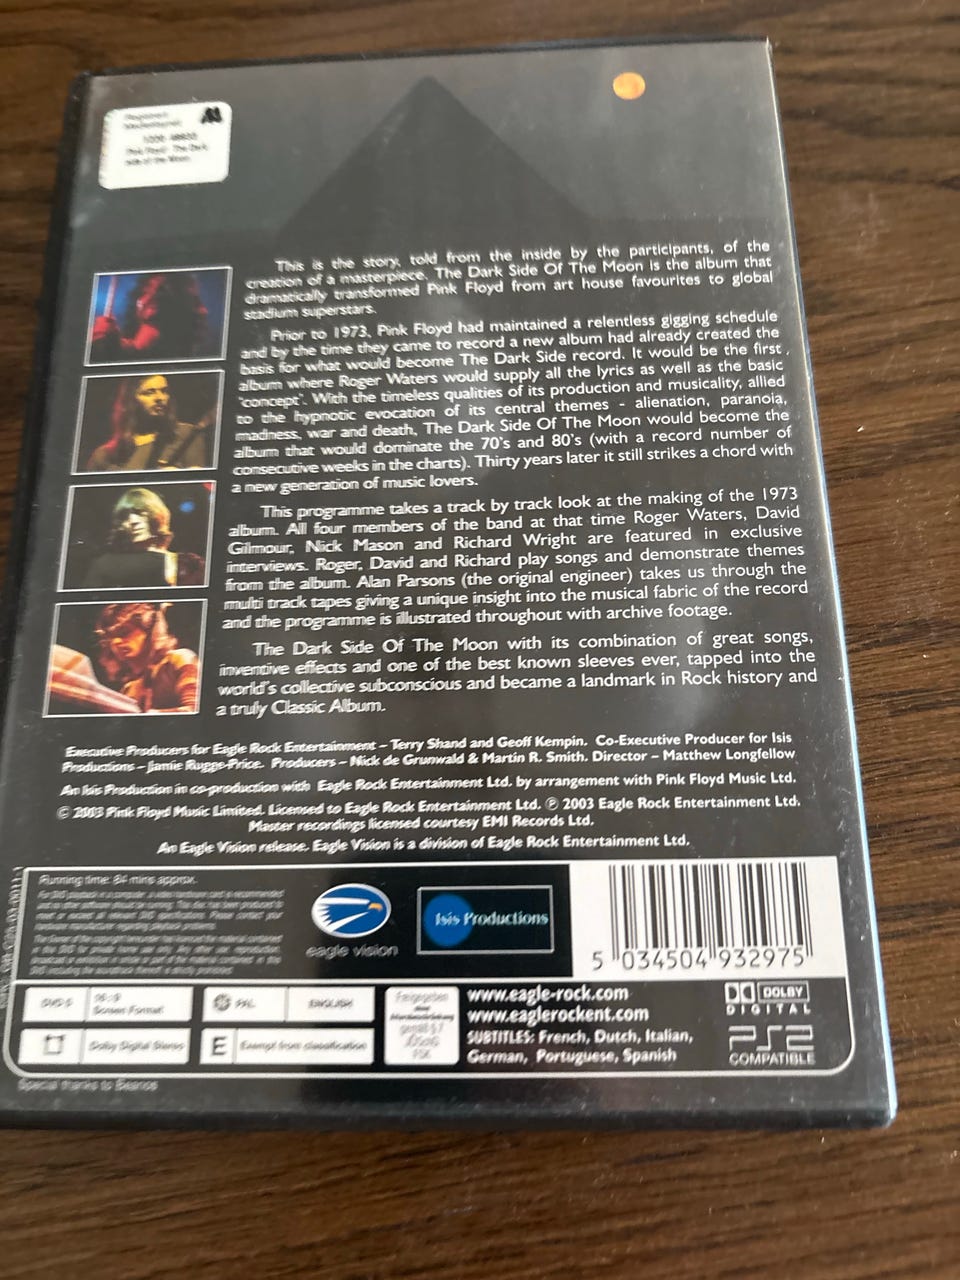 Pink Floyd - The Dark
Side of the Moon
This is the story, told from the inside by the participants, of the
creation of a masterpiece. The Dark Side Of The Moon is the album that
dramatically transformed Pink Floyd from art house favourites to global
stadium superstars.
Prior to 1973, Pink Floyd had maintained a relentless gigging schedule
and by the time they came to record a new album had already created the
basis for what would become The Dark Side record. It would be the first
album where Roger Waters would supply all the lyrics as well as the basic
'concept'. With the timeless qualities of its production and musicality, allied
to the hypnotic evocation of its central themes - alienation, paranoia,
madness, war and death, The Dark Side Of The Moon would become the
album that would dominate the 70's and 80's (with a record number of
consecutive weeks in the charts). Thirty years later it still strikes a chord with
a new generation of music lovers.
This programme takes a track by track look at the making of the 1973
album. All four members of the band at that time Roger Waters, David
Gilmour, Nick Mason and Richard Wright are featured in exclusive
interviews. Roger, David and Richard play songs and demonstrate themes
from the album. Alan Parsons (the original engineer) takes us through the
multi track tapes giving a unique insight into the musical fabric of the record
and the programme is illustrated throughout with archive footage.
The Dark Side Of The Moon with its combination of great songs,
inventive effects and one of the best known sleeves ever, tapped into the
world's collective subconscious and became a landmark in Rock history and
a truly Classic Album.
Executive Producers for Eagle Rock Entertainment – Terry Shand and Geoff Kempin. Co-Executive Producer for Isis
Productions – Jamie Rugge-Price. Producers – Nick de Grunwald & Martin R. Smith. Director – Matthew Longfellow
An Isis Production in co-production with Eagle Rock Entertainment Ltd. by arrangement with Pink Floyd Music Ltd.
© 2003 Pink Floyd Music Limited. Licensed to Eagle Rock Entertainment Ltd. ℗ 2003 Eagle Rock Entertainment Ltd.
Master recordings licensed courtesy EMI Records Ltd.
An Eagle Vision release. Eagle Vision is a division of Eagle Rock Entertainment Ltd.
Running time: 84 mins approx.
eagle vision
Isis Productions
5 034504 932975
16:9
Screen Format
PAL
ENGLISH
Dolby Digital Stereo
E
Exempt from classification
www.eagle-rock.com
www.eaglerockent.com
SUBTITLES: French, Dutch, Italian,
German, Portuguese, Spanish
DOLBY
DIGITAL
PS2
COMPATIBLE
Special thanks to Beanos